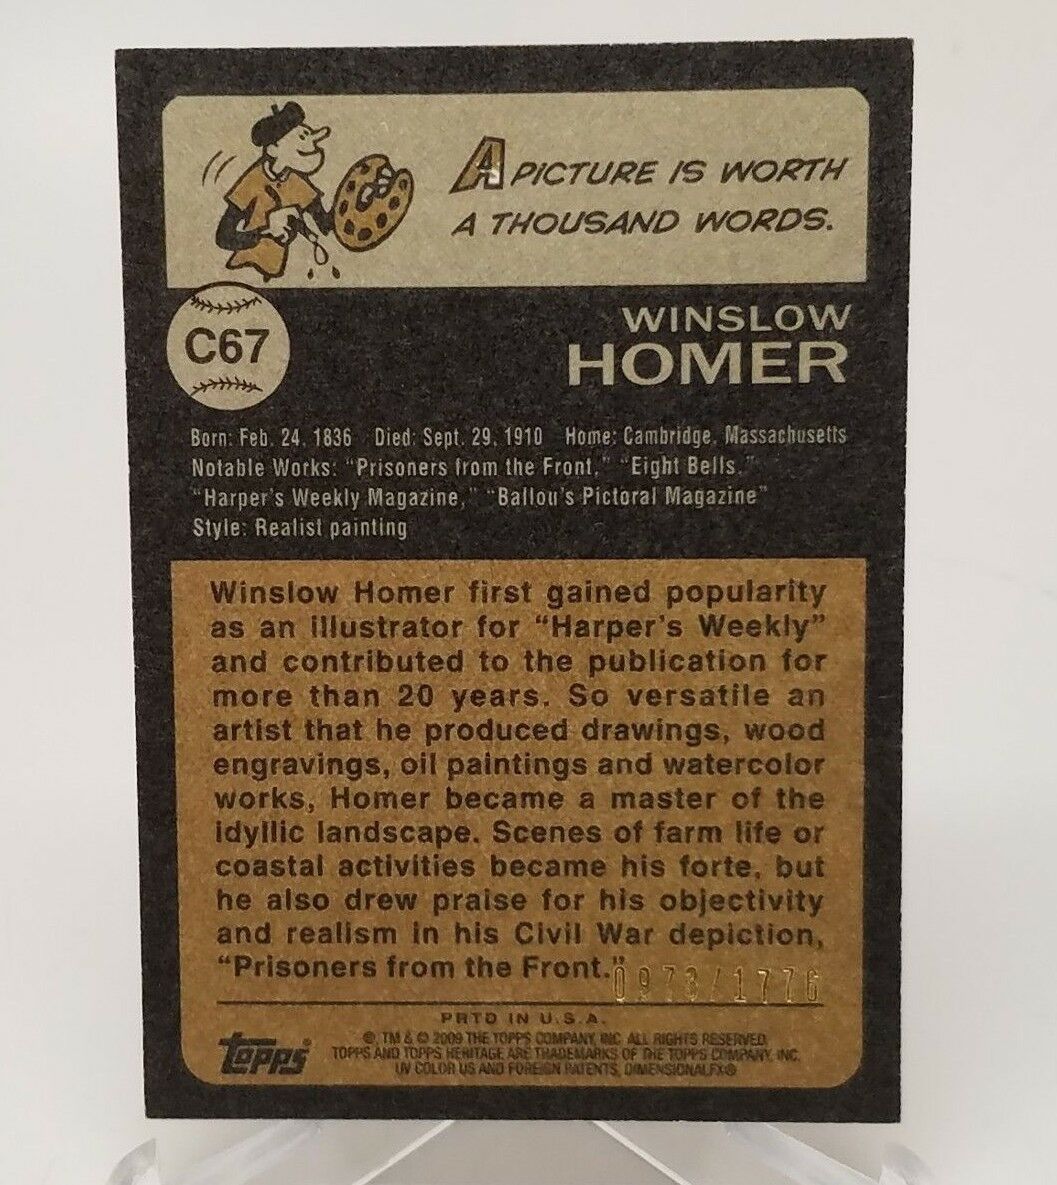 A PICTURE IS WORTH
A THOUSAND WORDS.
C67
WINSLOW
HOMER
Born: Feb. 24, 1836 Died: Sept. 29, 1910 Home: Cambridge, Massachusetts
Notable Works: "Prisoners from the Front," "Eight Bells,"
"Harper's Weekly Magazine," "Ballou's Pictoral Magazine"
Style: Realist painting
Winslow Homer first gained popularity
as an illustrator for "Harper's Weekly"
and contributed to the publication for
more than 20 years. So versatile an
artist that he produced drawings, wood
engravings, oil paintings and watercolor
works, Homer became a master of the
idyllic landscape. Scenes of farm life or
coastal activities became his forte, but
he also drew praise for his objectivity
and realism in his Civil War depiction,
"Prisoners from the Front."
0973/1776
PRTD IN U.S.A.
topps
®, TM & © 2009 THE TOPPS COMPANY, INC. ALL RIGHTS RESERVED.
TOPPS AND TOPPS HERITAGE ARE TRADEMARKS OF THE TOPPS COMPANY, INC.
UV COLOR US AND FOREIGN PATENTS, DIMENSIONALFX®